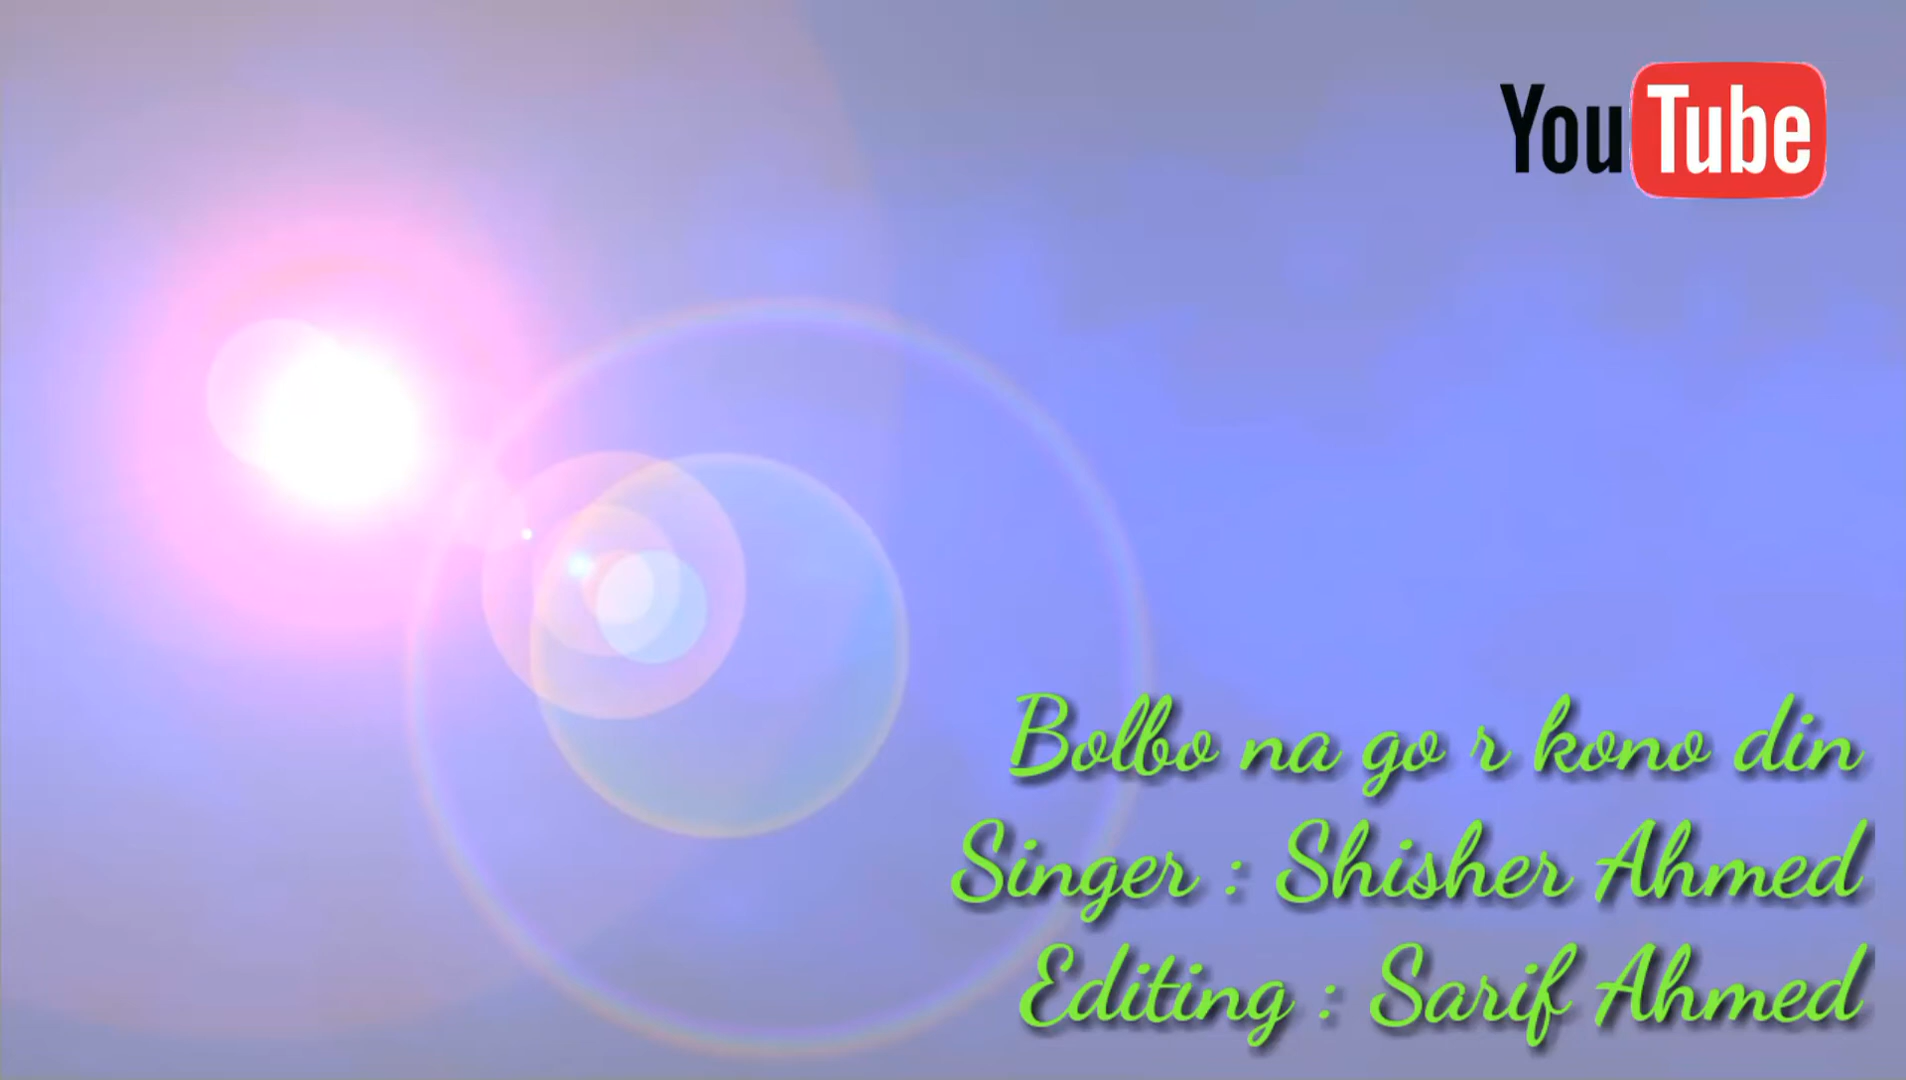 YouTube
Bolbo na go r kono din
Singer : Shisher Ahmed
Editing : Sarif Ahmed